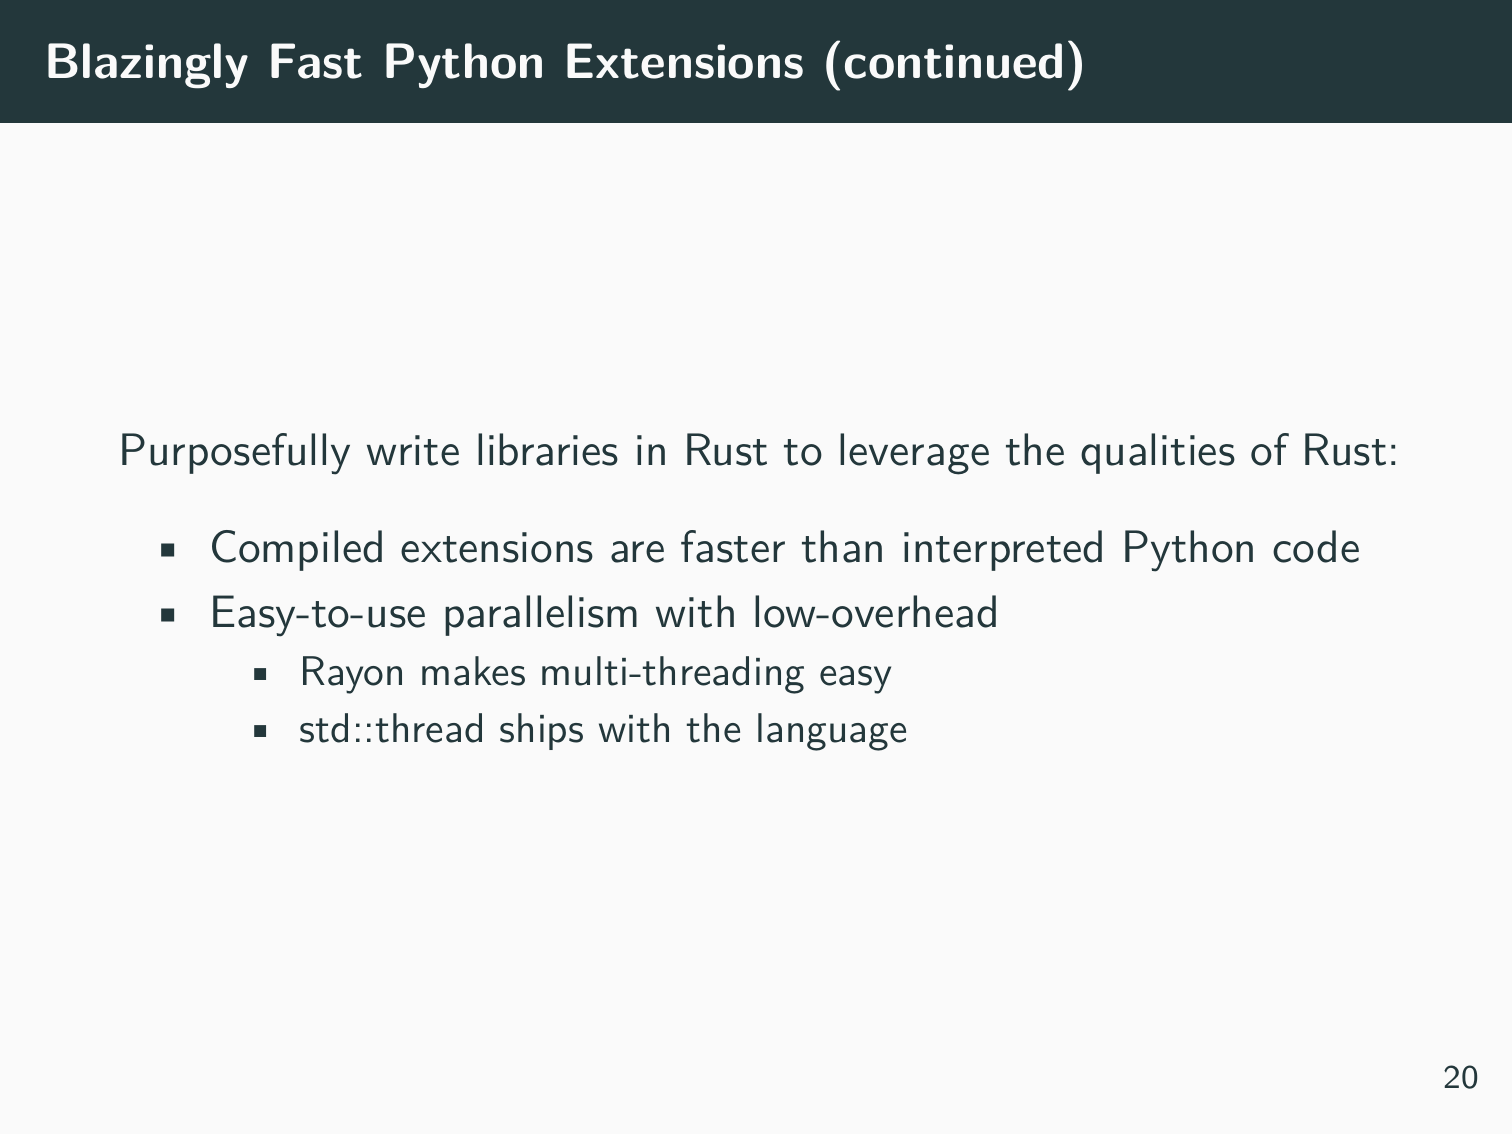 Blazingly Fast Python Extensions (continued)
Purposefully write libraries in Rust to leverage the qualities of Rust:
▪ Compiled extensions are faster than interpreted Python code
▪ Easy-to-use parallelism with low-overhead
▪ Rayon makes multi-threading easy
▪ std::thread ships with the language
20